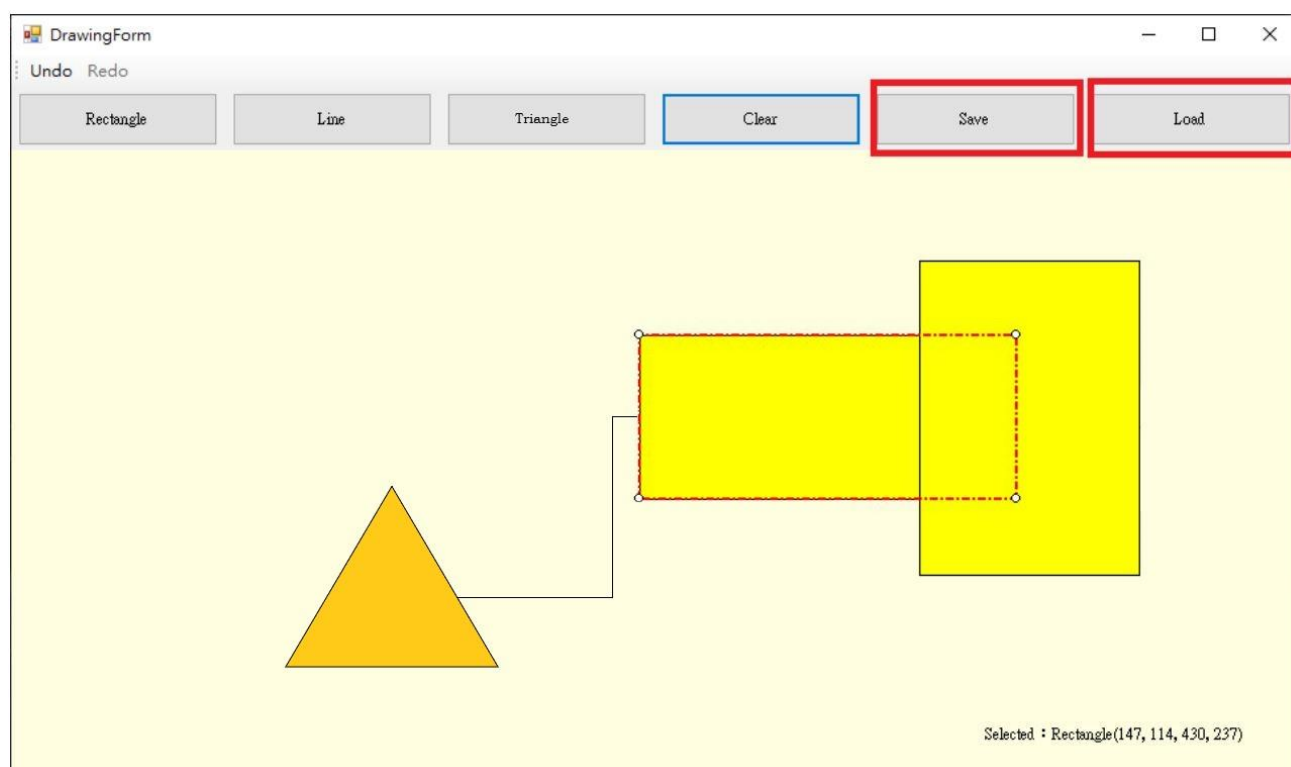 DrawingForm
Undo Redo
Rectangle Line Triangle Clear Save Load
Selected：Rectangle(147, 114, 430, 237)